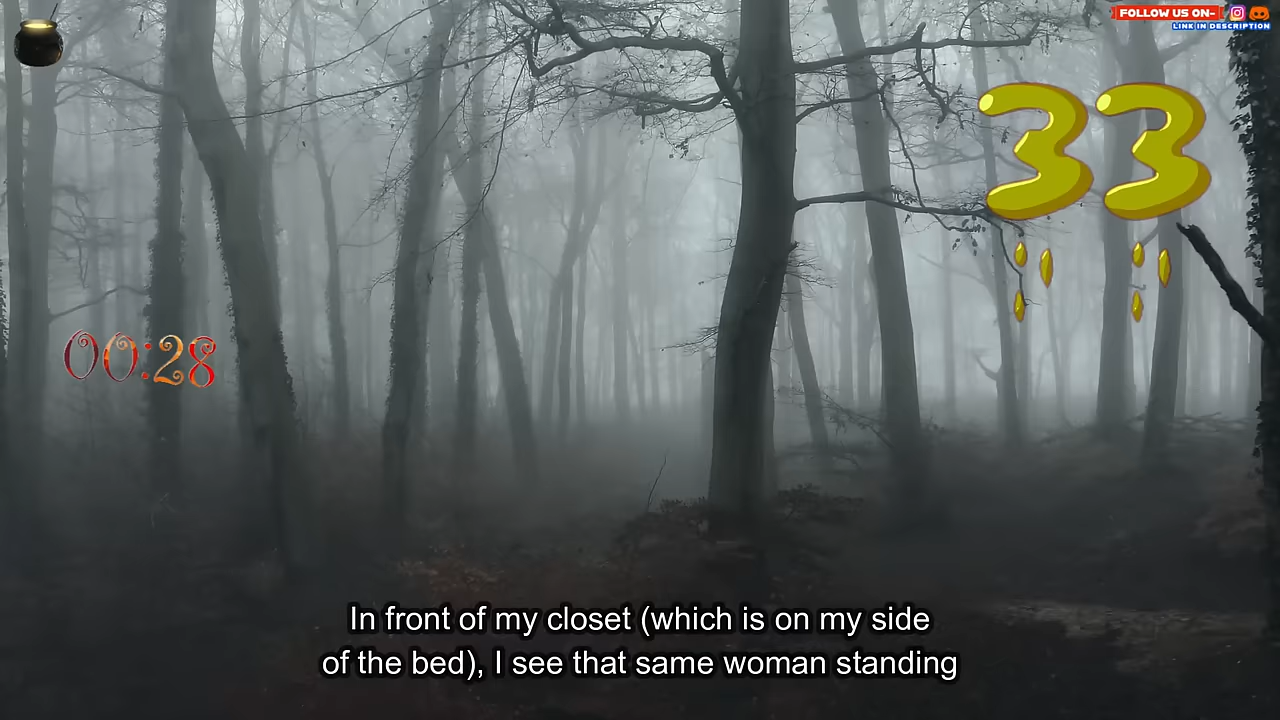 FOLLOW US ON-
LINK IN DESCRIPTION
33
00:28
In front of my closet (which is on my side
of the bed), I see that same woman standing